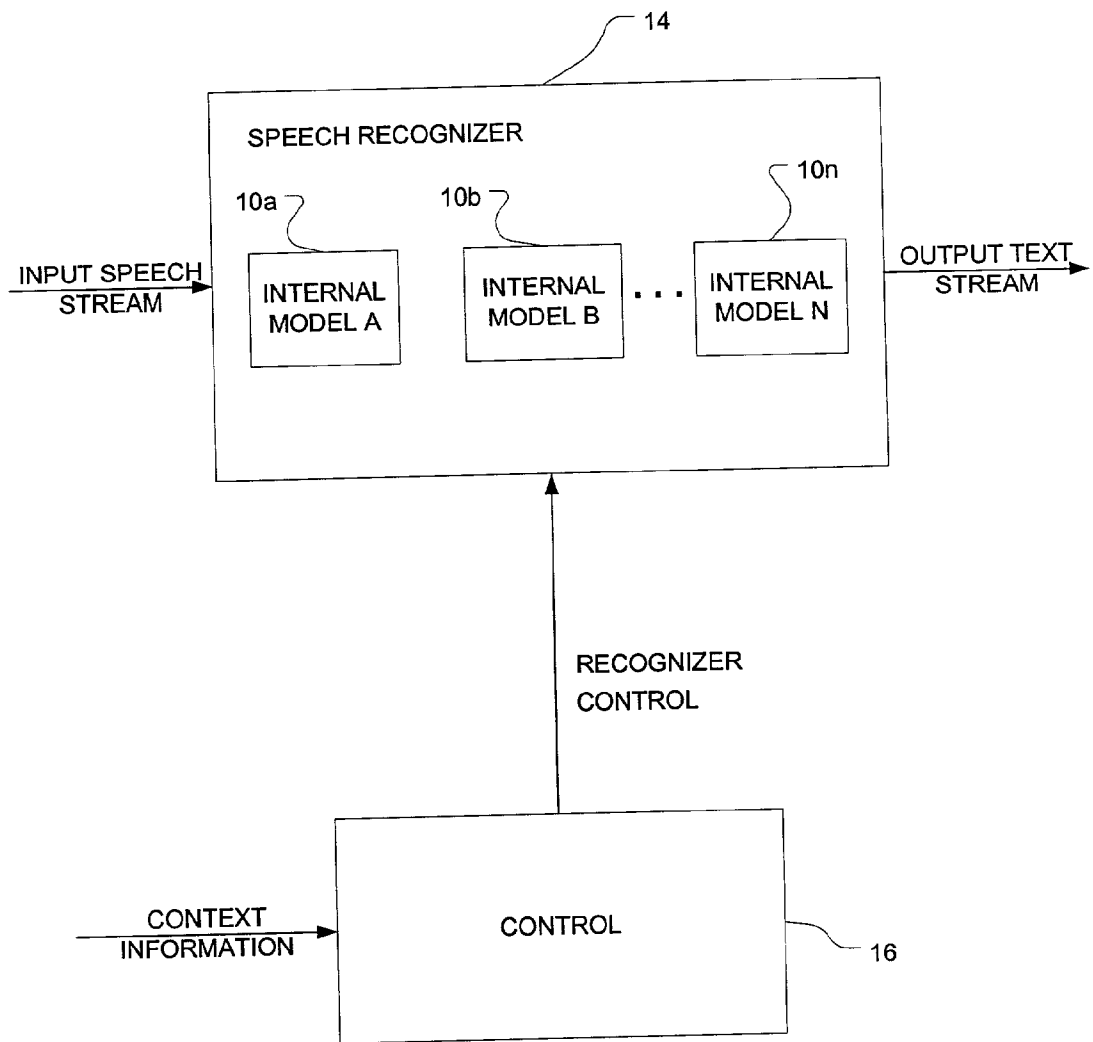 14
SPEECH RECOGNIZER
10a
10b
10n
INPUT SPEECH
STREAM
INTERNAL
MODEL A
INTERNAL
MODEL B
...
INTERNAL
MODEL N
OUTPUT TEXT
STREAM
RECOGNIZER
CONTROL
CONTEXT
INFORMATION
CONTROL
16